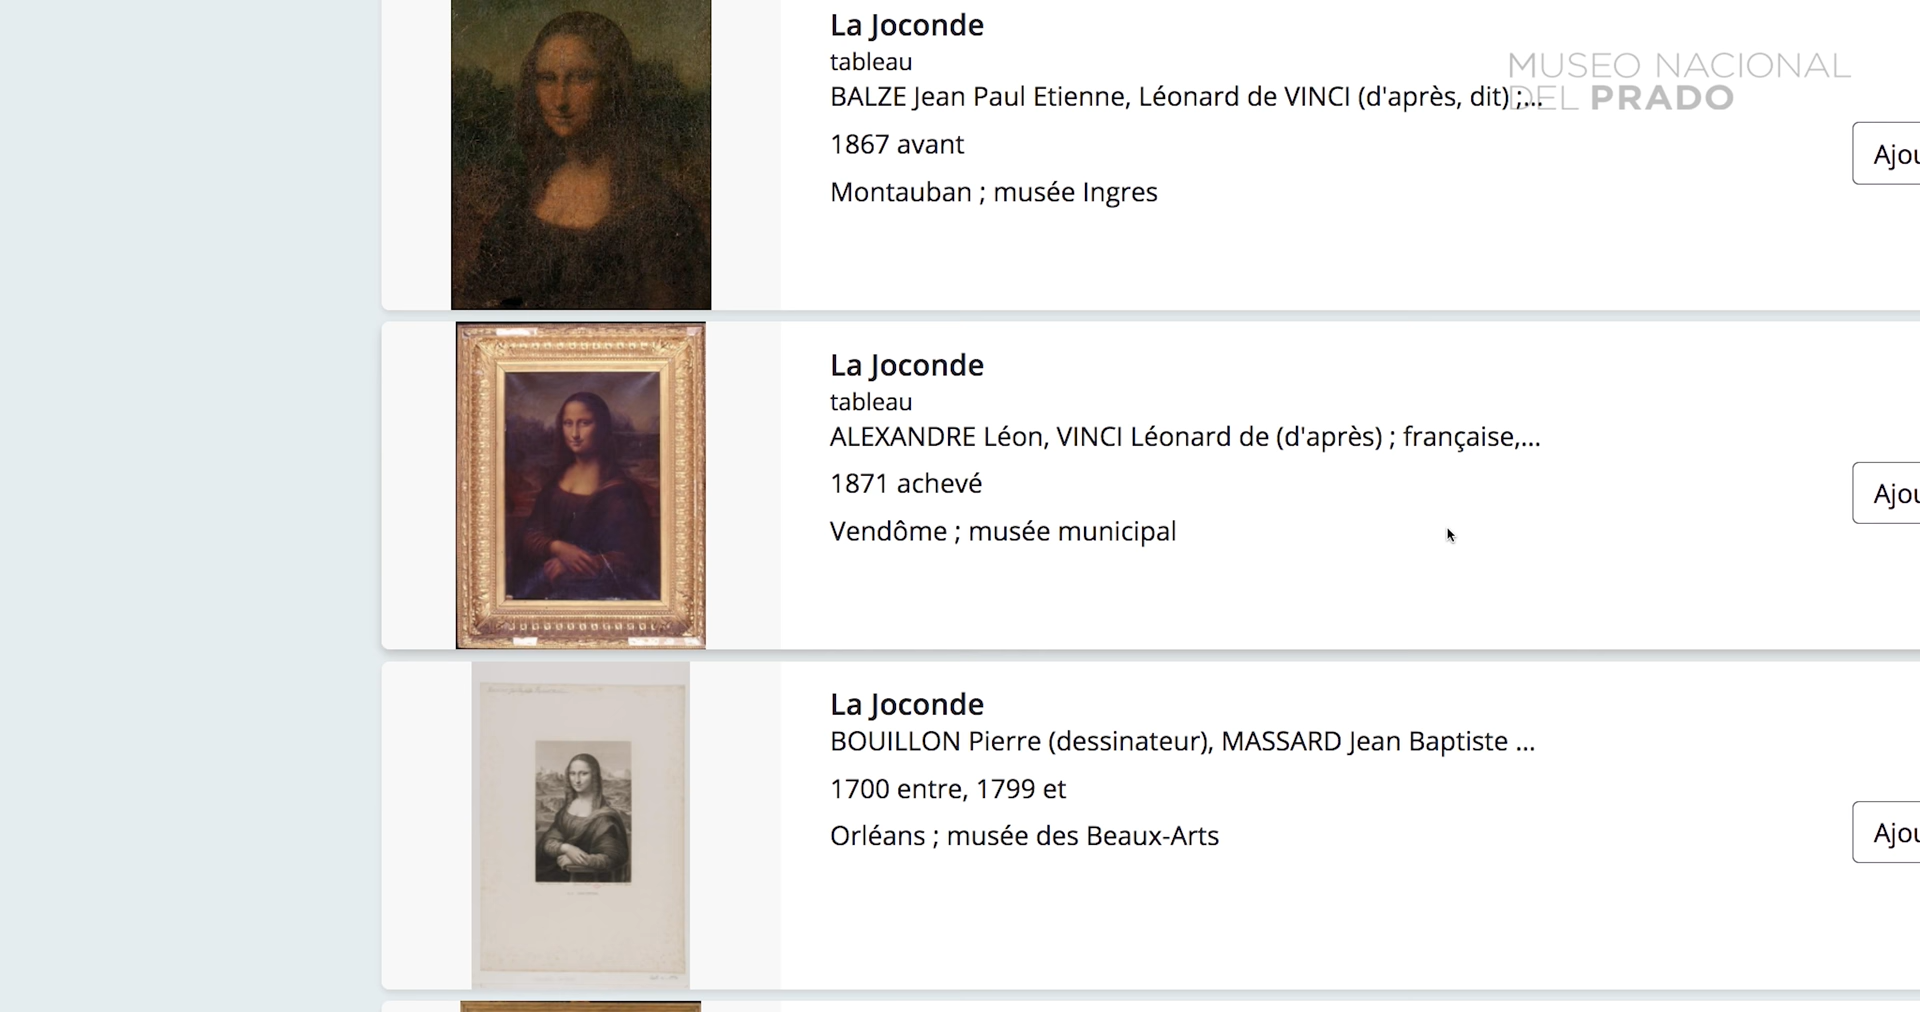 La Joconde
tableau
BALZE Jean Paul Etienne, Léonard de VINCI (d'après, dit) ;...
1867 avant
Montauban ; musée Ingres
MUSEO NACIONAL
DEL PRADO
Ajou
La Joconde
tableau
ALEXANDRE Léon, VINCI Léonard de (d'après) ; française,...
1871 achevé
Vendôme ; musée municipal
Ajou
La Joconde
BOUILLON Pierre (dessinateur), MASSARD Jean Baptiste ...
1700 entre, 1799 et
Orléans ; musée des Beaux-Arts
Ajou